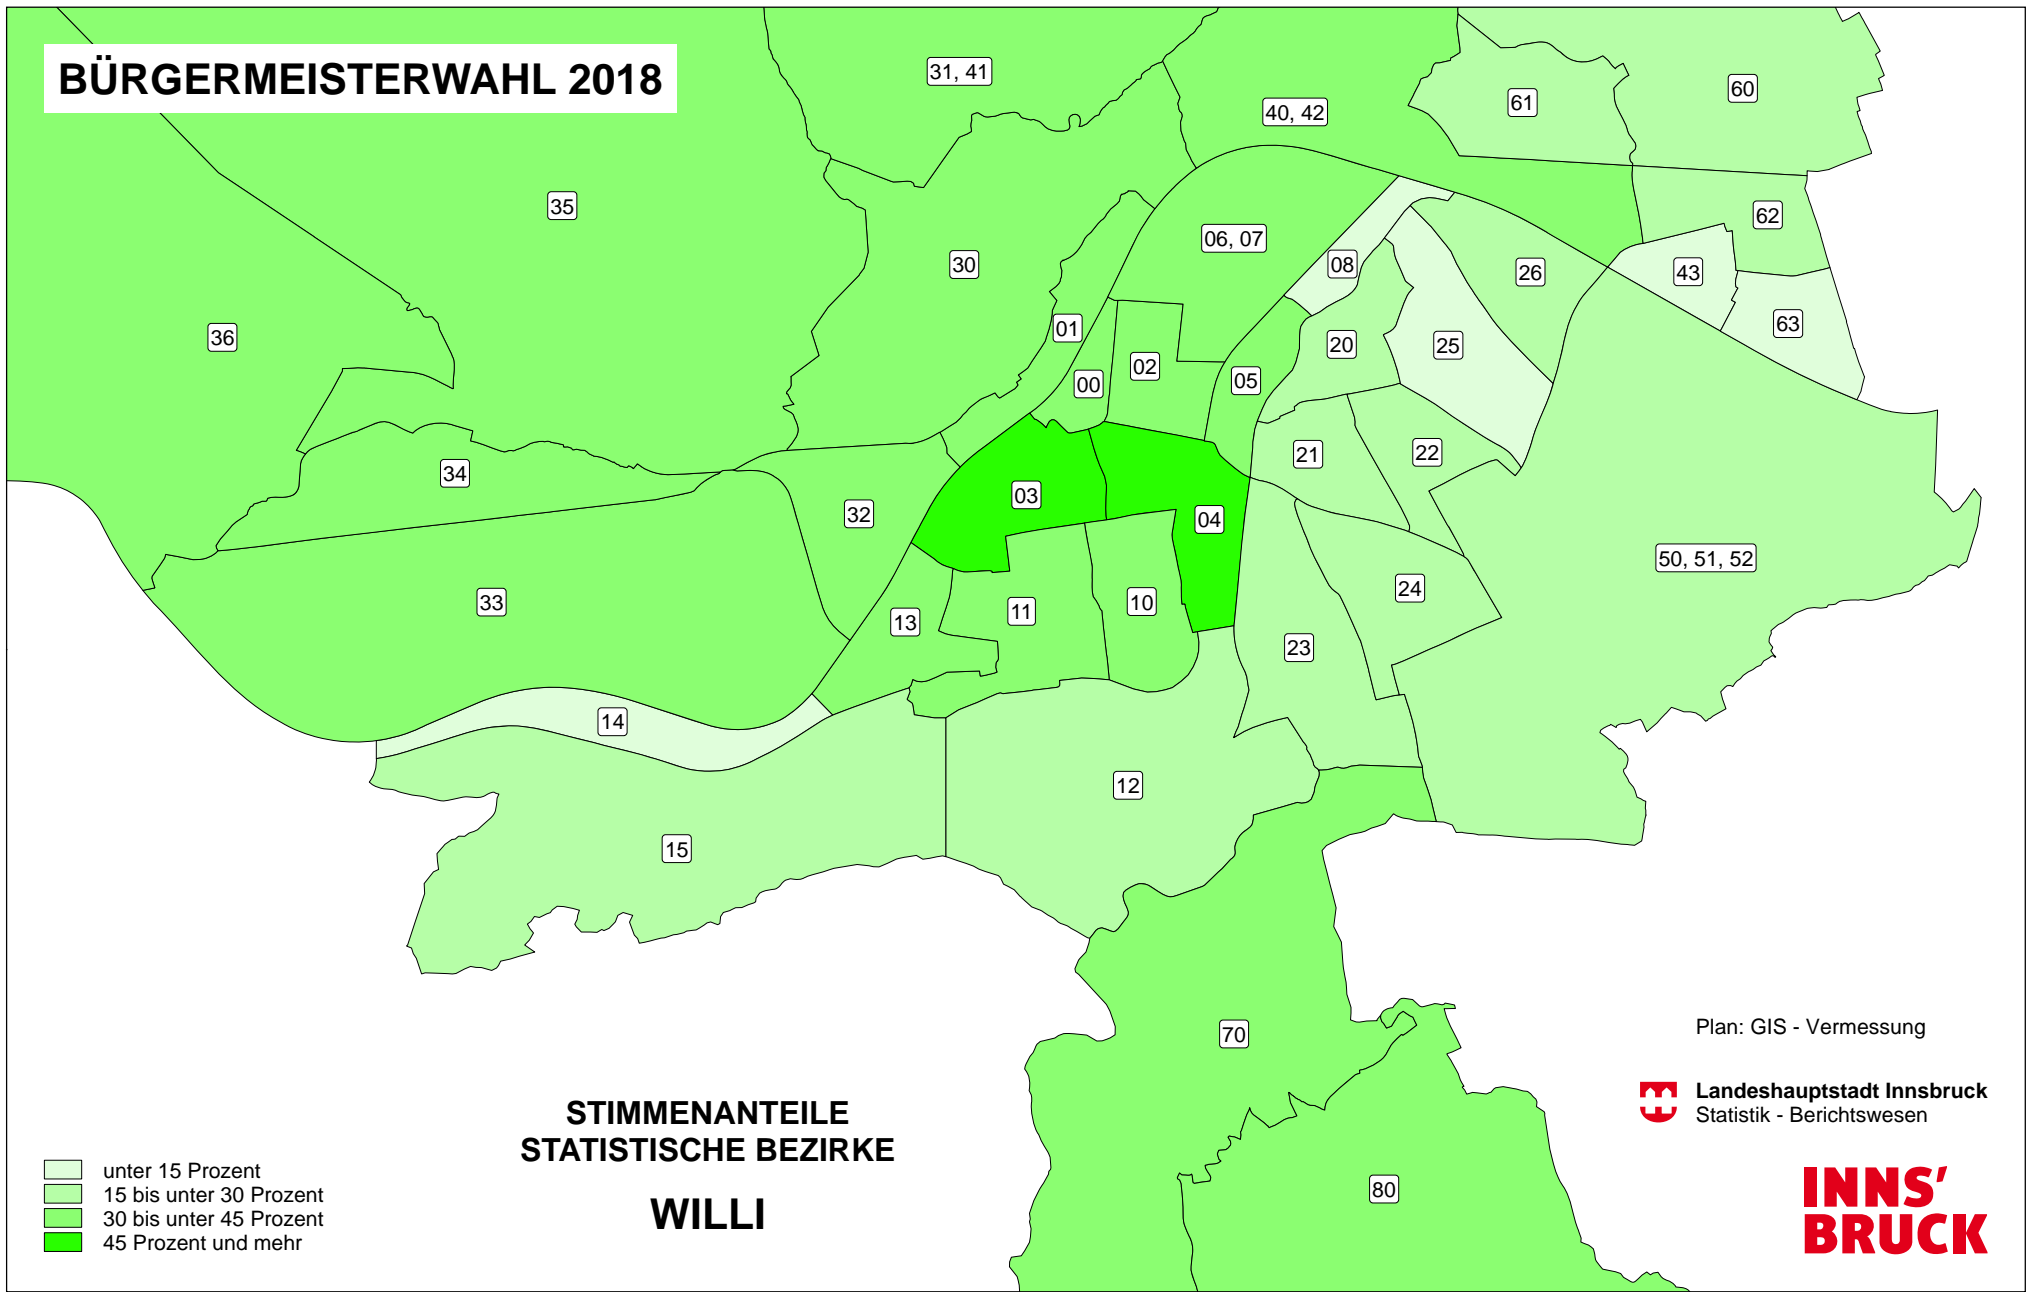 BÜRGERMEISTERWAHL 2018
31, 41
60
61
40, 42
35
62
06, 07
30
08
26
43
63
36
01
20
25
02
00
05
34
21
22
03
32
04
50, 51, 52
24
33
10
11
13
23
14
12
15
70
Plan: GIS - Vermessung
Landeshauptstadt Innsbruck
Statistik - Berichtswesen
STIMMENANTEILE
STATISTISCHE BEZIRKE
WILLI
80
unter 15 Prozent
15 bis unter 30 Prozent
30 bis unter 45 Prozent
45 Prozent und mehr
INNS'
BRUCK